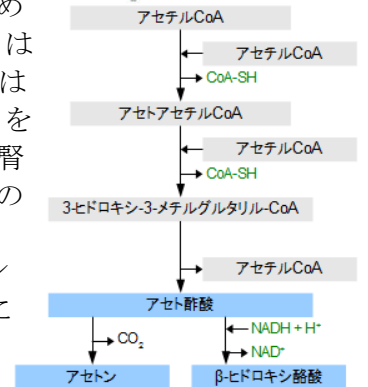 め
は
は
を
腎
の
こ
アセチルCoA
アセチルCoA
CoA-SH
アセトアセチルCoA
アセチルCoA
CoA-SH
3-ヒドロキシ-3-メチルグルタリル-CoA
アセチルCoA
アセト酢酸
CO₂
NADH + H⁺
NAD⁺
アセトン
β-ヒドロキシ酪酸